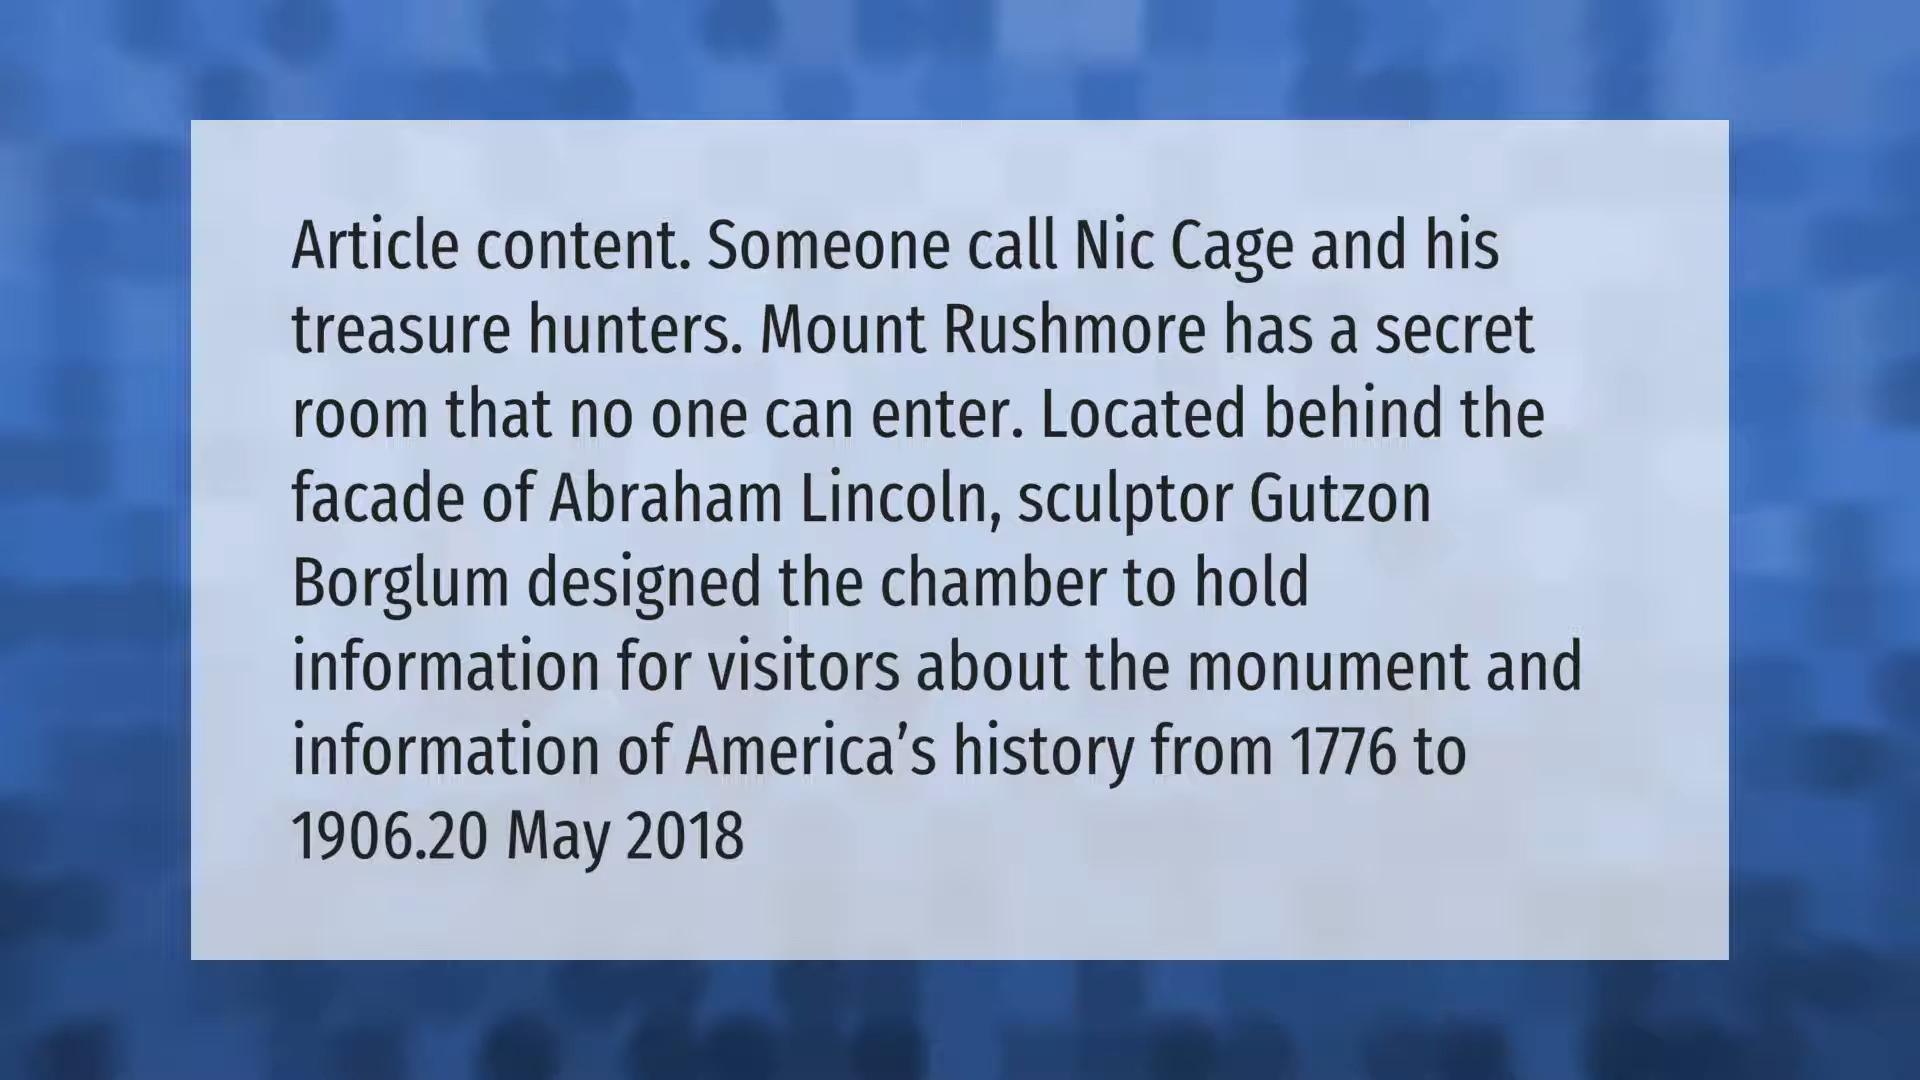 Article content. Someone call Nic Cage and his
treasure hunters. Mount Rushmore has a secret
room that no one can enter. Located behind the
facade of Abraham Lincoln, sculptor Gutzon
Borglum designed the chamber to hold
information for visitors about the monument and
information of America’s history from 1776 to
1906.20 May 2018